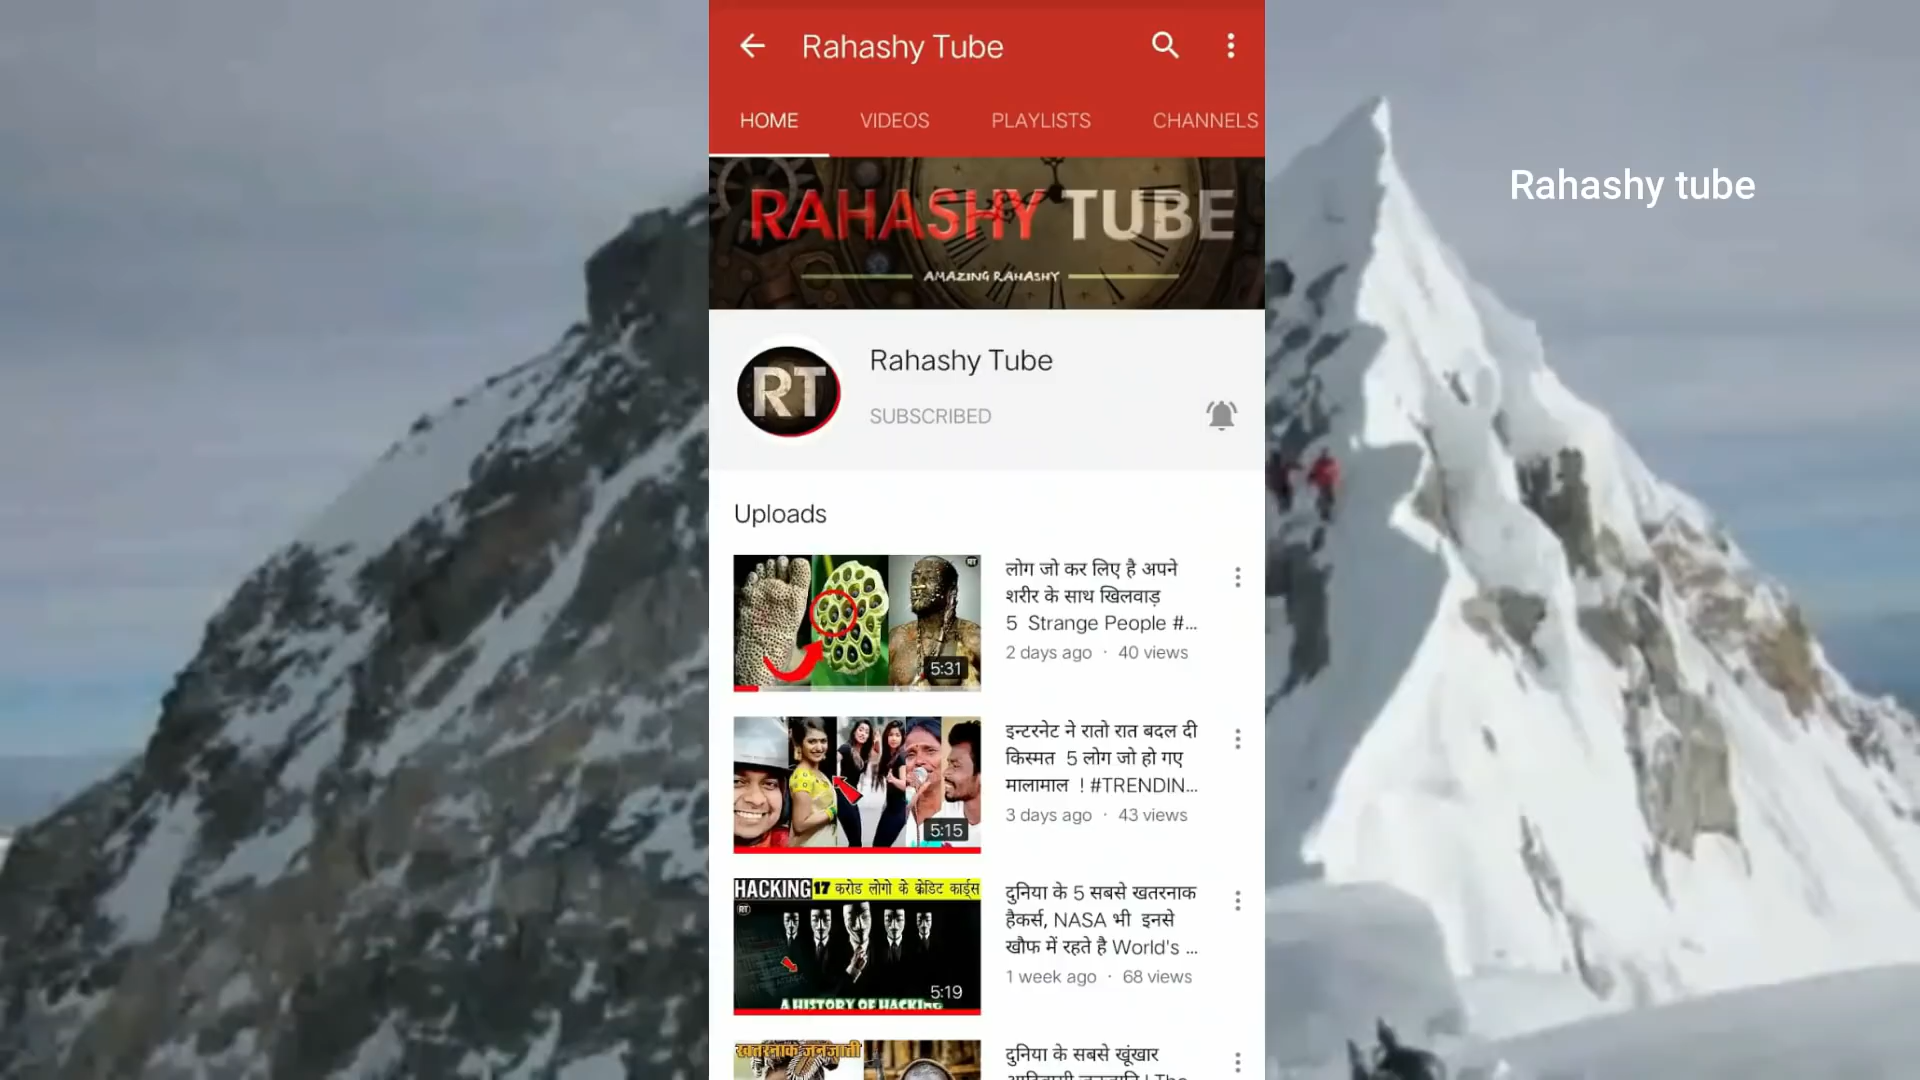 Rahashy Tube
HOME VIDEOS PLAYLISTS CHANNELS
RAHASHY TUBE
AMAZING RAHASHY
Rahashy tube
RT
Rahashy Tube
SUBSCRIBED
Uploads
RT
5:31
लोग जो कर लिए है अपने
शरीर के साथ खिलवाड़
5 Strange People #...
2 days ago · 40 views
5:15
इन्टरनेट ने रातो रात बदल दी
किस्मत 5 लोग जो हो गए
मालामाल ! #TRENDIN...
3 days ago · 43 views
HACKING 17 करोड लोगो के क्रेडिट कार्ड्स
RT
5:19
A HISTORY OF HACKING
दुनिया के 5 सबसे खतरनाक
हैकर्स, NASA भी इनसे
खौफ में रहते है World's ...
1 week ago · 68 views
खतरनाक जनजाती
दुनिया के सबसे खूंखार